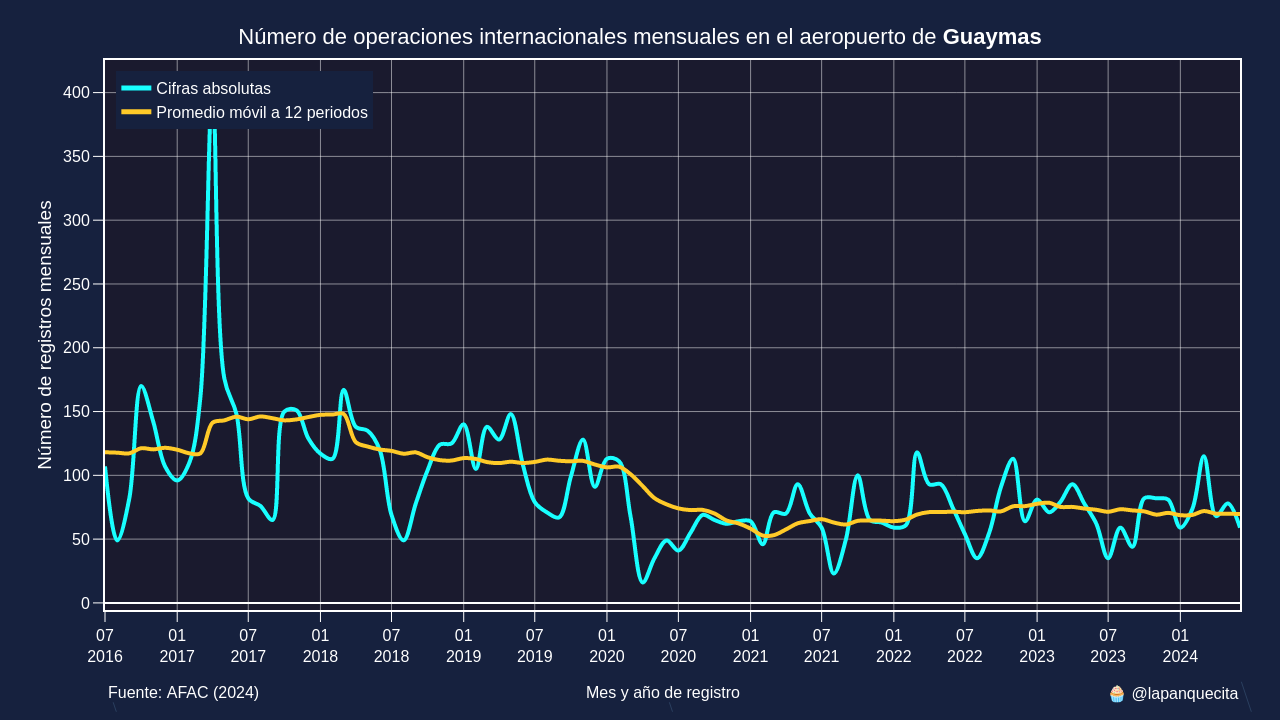 Número de operaciones internacionales mensuales en el aeropuerto de Guaymas
Cifras absolutas
Promedio móvil a 12 periodos
Número de registros mensuales
400
350
300
250
200
150
100
50
0
07 01 07 01 07 01 07 01 07 01 07 01 07 01 07 01
2016 2017 2017 2018 2018 2019 2019 2020 2020 2021 2021 2022 2022 2023 2023 2024
Fuente: AFAC (2024)
Mes y año de registro
🧁 @lapanquecita